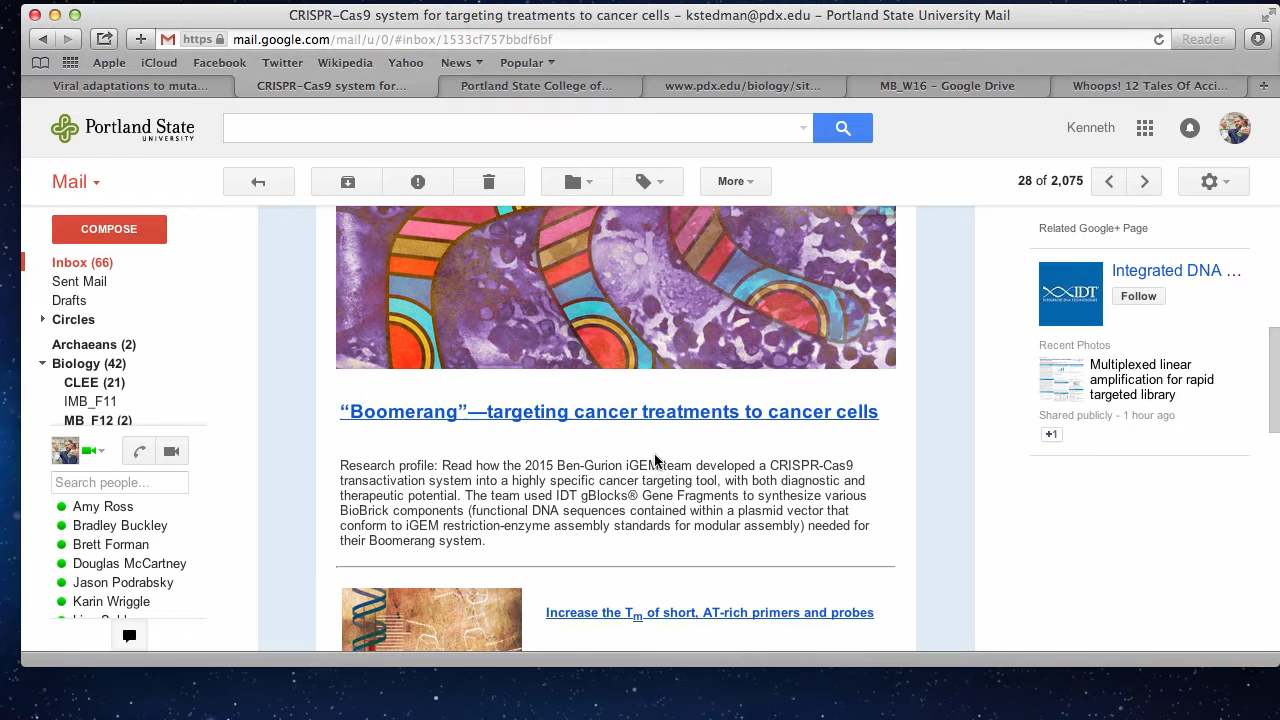 CRISPR-Cas9 system for targeting treatments to cancer cells – kstedman@pdx.edu – Portland State University Mail
https mail.google.com/mail/u/0/#inbox/1533cf757bbdf6bf
Reader
Apple iCloud Facebook Twitter Wikipedia Yahoo News Popular
Viral adaptations to muta... CRISPR-Cas9 system for... Portland State College of... www.pdx.edu/biology/sit... MB_W16 – Google Drive Whoops! 12 Tales Of Acci...
Portland State
UNIVERSITY
Kenneth
Mail
More
28 of 2,075
COMPOSE
Inbox (66)
Sent Mail
Drafts
Circles
Archaeans (2)
Biology (42)
CLEE (21)
IMB_F11
MB_F12 (2)
Search people...
Amy Ross
Bradley Buckley
Brett Forman
Douglas McCartney
Jason Podrabsky
Karin Wriggle
“Boomerang”—targeting cancer treatments to cancer cells
Research profile: Read how the 2015 Ben-Gurion iGEM team developed a CRISPR-Cas9
transactivation system into a highly specific cancer targeting tool, with both diagnostic and
therapeutic potential. The team used IDT gBlocks® Gene Fragments to synthesize various
BioBrick components (functional DNA sequences contained within a plasmid vector that
conform to iGEM restriction-enzyme assembly standards for modular assembly) needed for
their Boomerang system.
Increase the Tm of short, AT-rich primers and probes
Related Google+ Page
IDT
INTEGRATED DNA TECHNOLOGIES
Integrated DNA …
Follow
Recent Photos
Multiplexed linear
amplification for rapid
targeted library
Shared publicly - 1 hour ago
+1